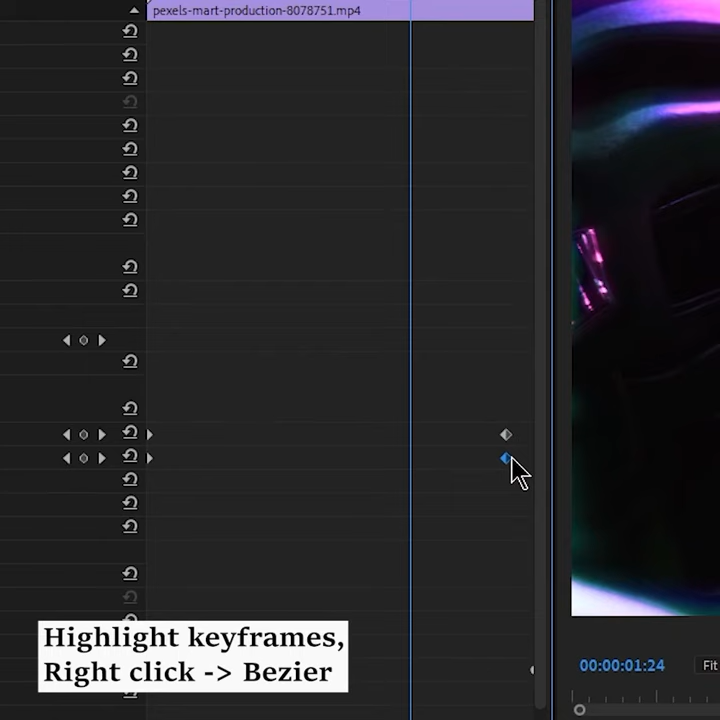 pexels-mart-production-8078751.mp4
00:00:01:24
Fit
Highlight keyframes,
Right click -> Bezier